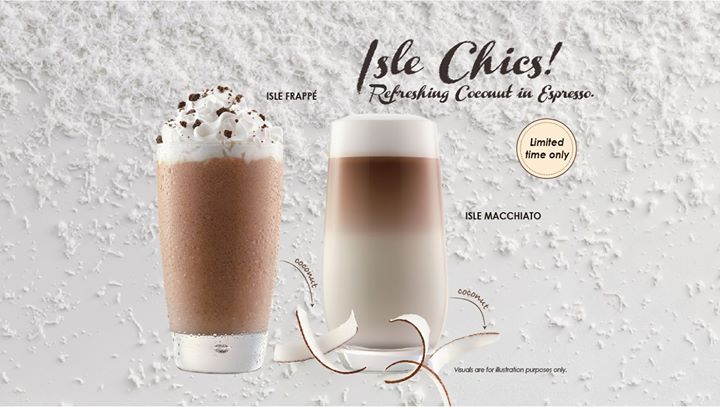 Isle Chics!
Refreshing Coconut in Espresso.
ISLE FRAPPÉ
Limited
time only
ISLE MACCHIATO
coconut
coconut
Visuals are for illustration purposes only.